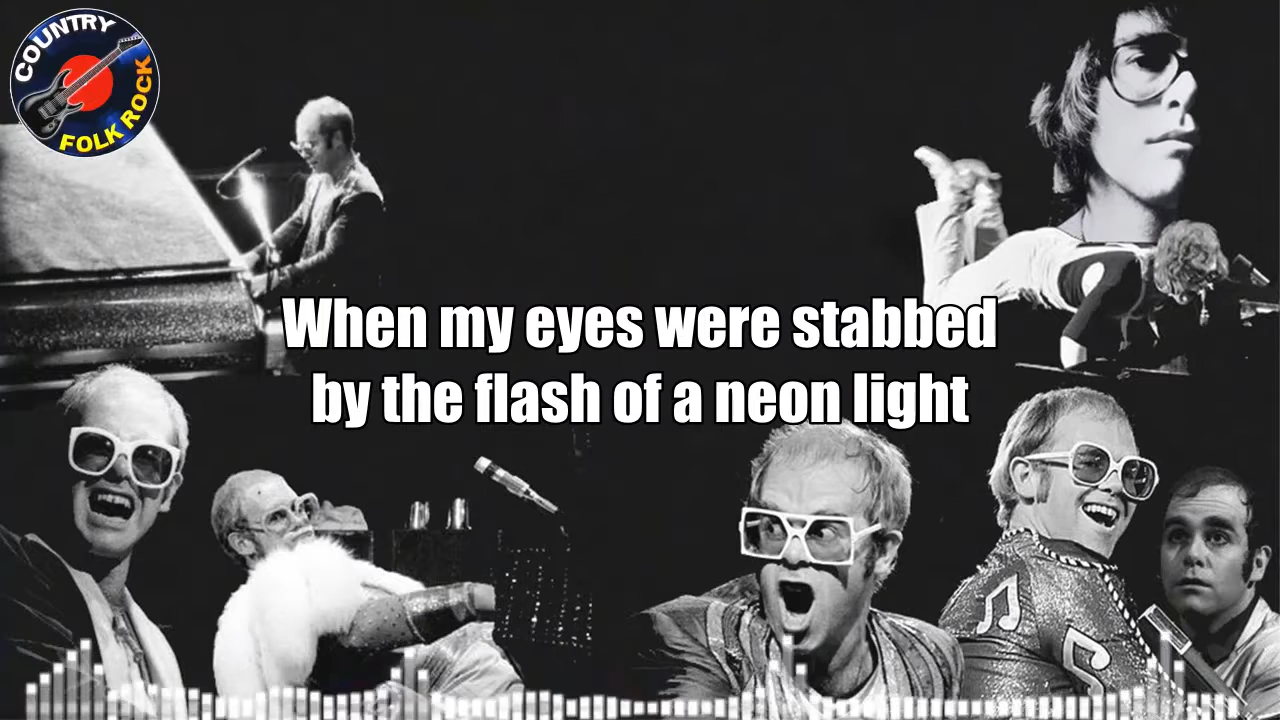 COUNTRY
FOLK ROCK
When my eyes were stabbed
by the flash of a neon light